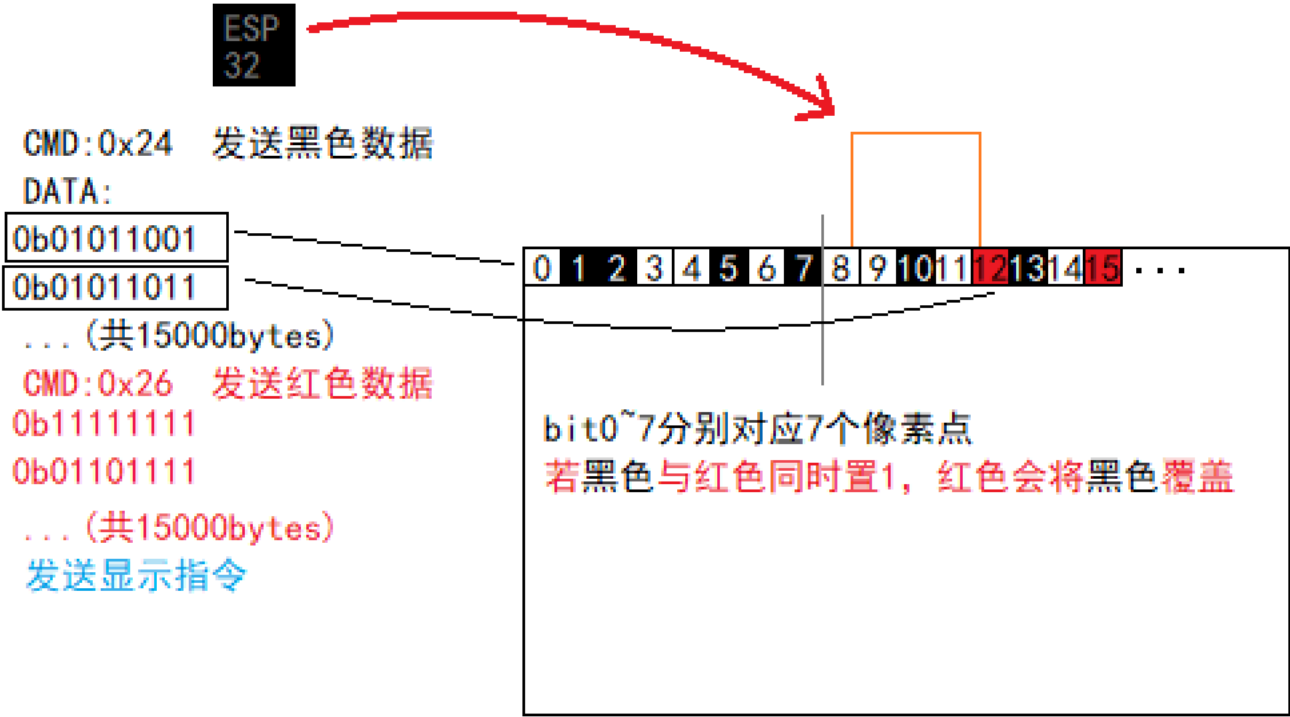 ESP
32
CMD:0x24 发送黑色数据
DATA:
0b01011001
0b01011011
...(共15000bytes)
CMD:0x26 发送红色数据
0b11111111
0b01101111
...(共15000bytes)
发送显示指令
0 1 2 3 4 5 6 7 8 9 10 11 12 13 14 15 ...
bit0~7分别对应7个像素点
若黑色与红色同时置1，红色会将黑色覆盖